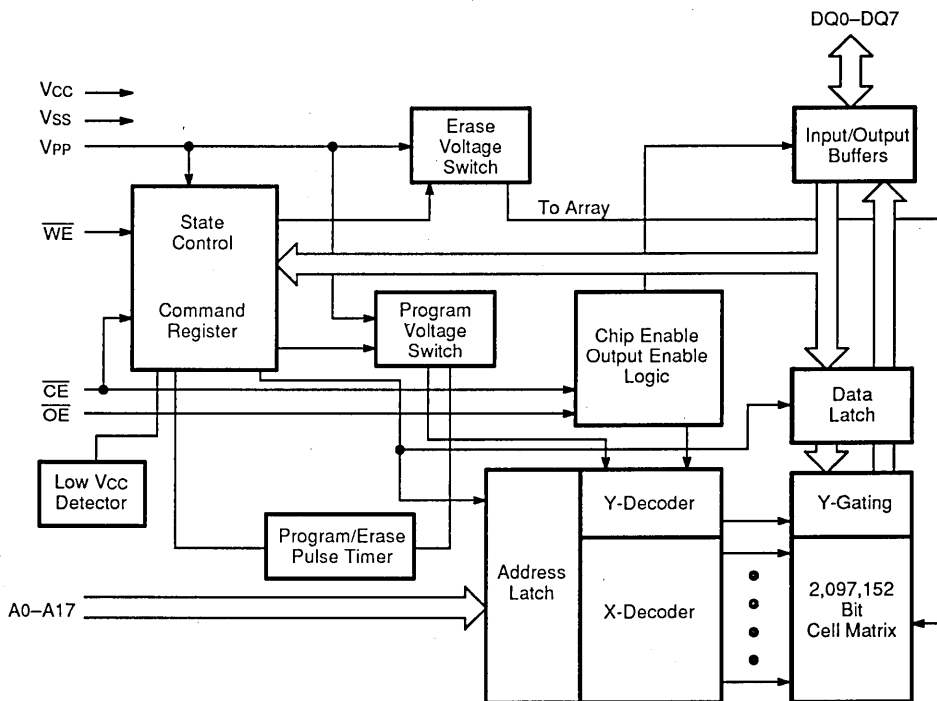 DQ0–DQ7
VCC
VSS
VPP
Erase
Voltage
Switch
Input/Output
Buffers
To Array
WE
State
Control
Command
Register
Program
Voltage
Switch
Chip Enable
Output Enable
Logic
CE
OE
Data
Latch
Low VCC
Detector
Y-Decoder
Y-Gating
Program/Erase
Pulse Timer
Address
Latch
X-Decoder
2,097,152
Bit
Cell Matrix
A0–A17